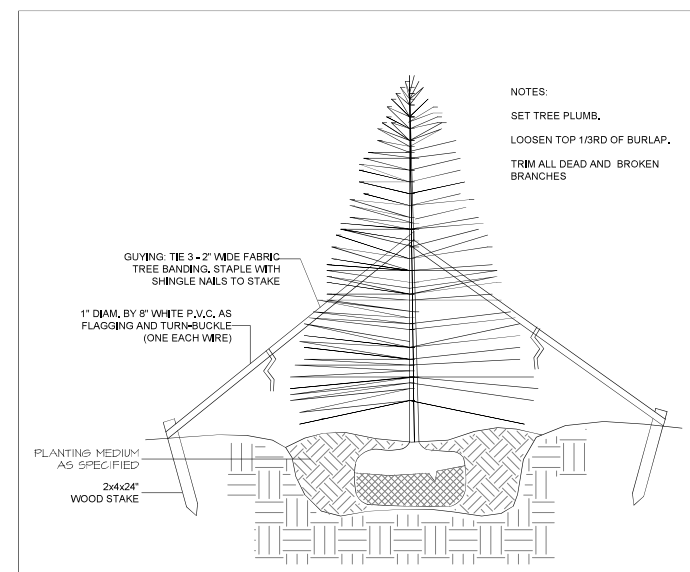 NOTES:
SET TREE PLUMB.
LOOSEN TOP 1/3RD OF BURLAP.
TRIM ALL DEAD AND BROKEN
BRANCHES
GUYING: TIE 3 - 2" WIDE FABRIC
TREE BANDING. STAPLE WITH
SHINGLE NAILS TO STAKE
1" DIAM. BY 8" WHITE P.V.C. AS
FLAGGING AND TURN-BUCKLE
(ONE EACH WIRE)
PLANTING MEDIUM
AS SPECIFIED
2x4x24"
WOOD STAKE